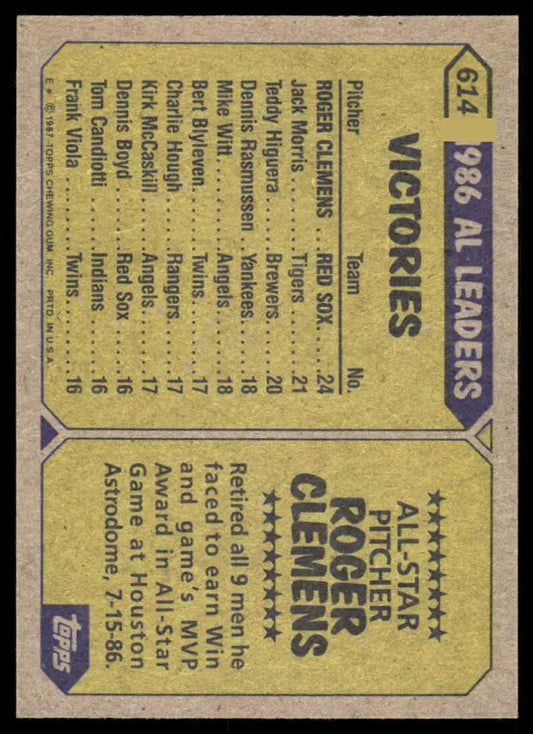 614
986 AL LEADERS
VICTORIES
Pitcher Team No.
ROGER CLEMENS ... RED SOX .... 24
Jack Morris ........ Tigers ...... 21
Teddy Higuera .... Brewers .... 20
Dennis Rasmussen .. Yankees .... 18
Mike Witt .......... Angels ...... 18
Bert Blyleven ...... Twins ....... 17
Charlie Hough ..... Rangers ..... 17
Kirk McCaskill ..... Angels ...... 17
Dennis Boyd ....... Red Sox ..... 16
Tom Candiotti ..... Indians ..... 16
Frank Viola ........ Twins ....... 16
E* © 1987 TOPPS CHEWING GUM, INC. PRTD. IN U.S.A.
ALL-STAR
PITCHER
ROGER
CLEMENS
Retired all 9 men he
faced to earn Win
and game's MVP
Award in All-Star
Game at Houston
Astrodome, 7-15-86.
TOPPS